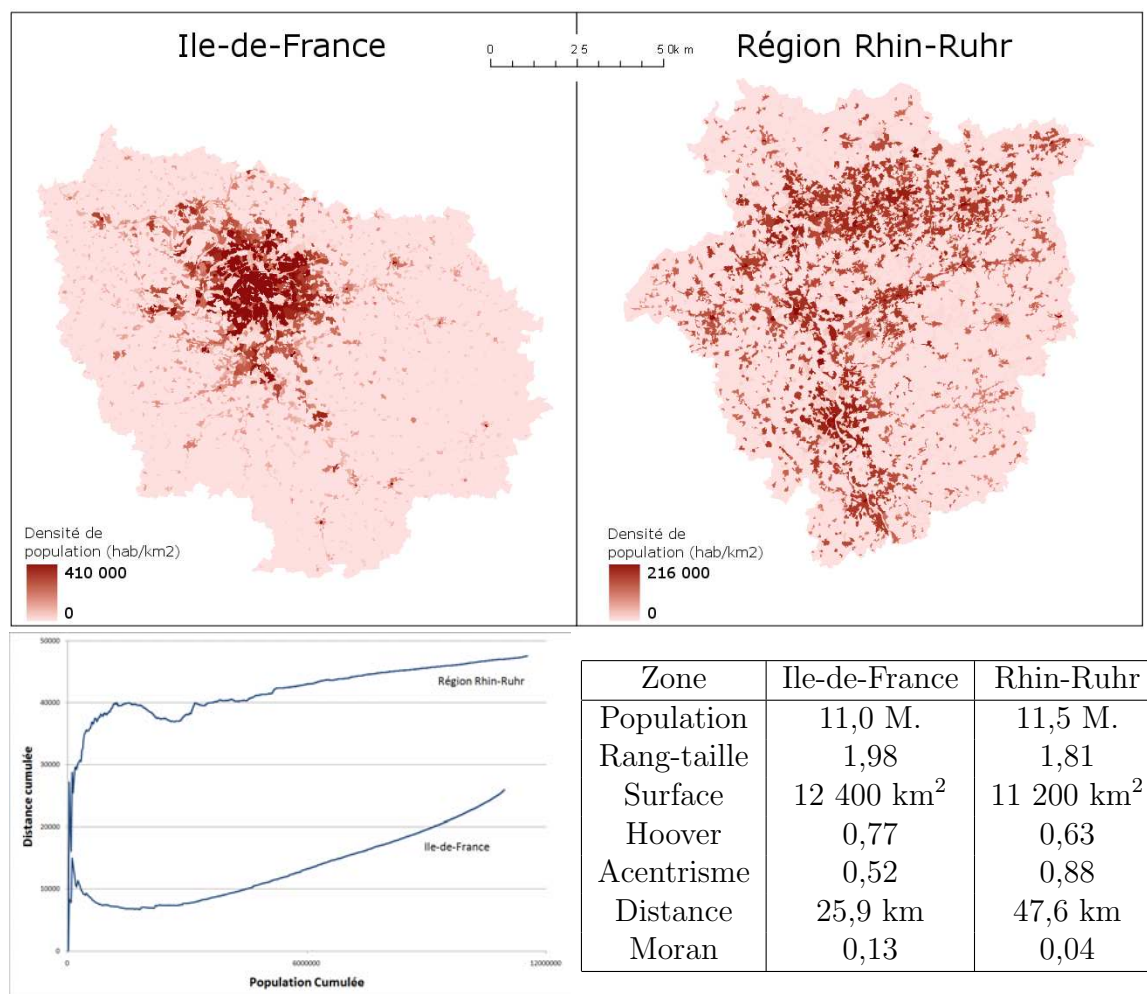 Ile-de-France
0 25 50km
Région Rhin-Ruhr
Densité de
population (hab/km2)
410 000
0
Densité de
population (hab/km2)
216 000
0
50000
40000
30000
20000
10000
0
Distance cumulée
Région Rhin-Ruhr
Ile-de-France
0 6000000 12000000
Population Cumulée
Zone Ile-de-France Rhin-Ruhr
Population 11,0 M. 11,5 M.
Rang-taille 1,98 1,81
Surface 12 400 km² 11 200 km²
Hoover 0,77 0,63
Acentrisme 0,52 0,88
Distance 25,9 km 47,6 km
Moran 0,13 0,04